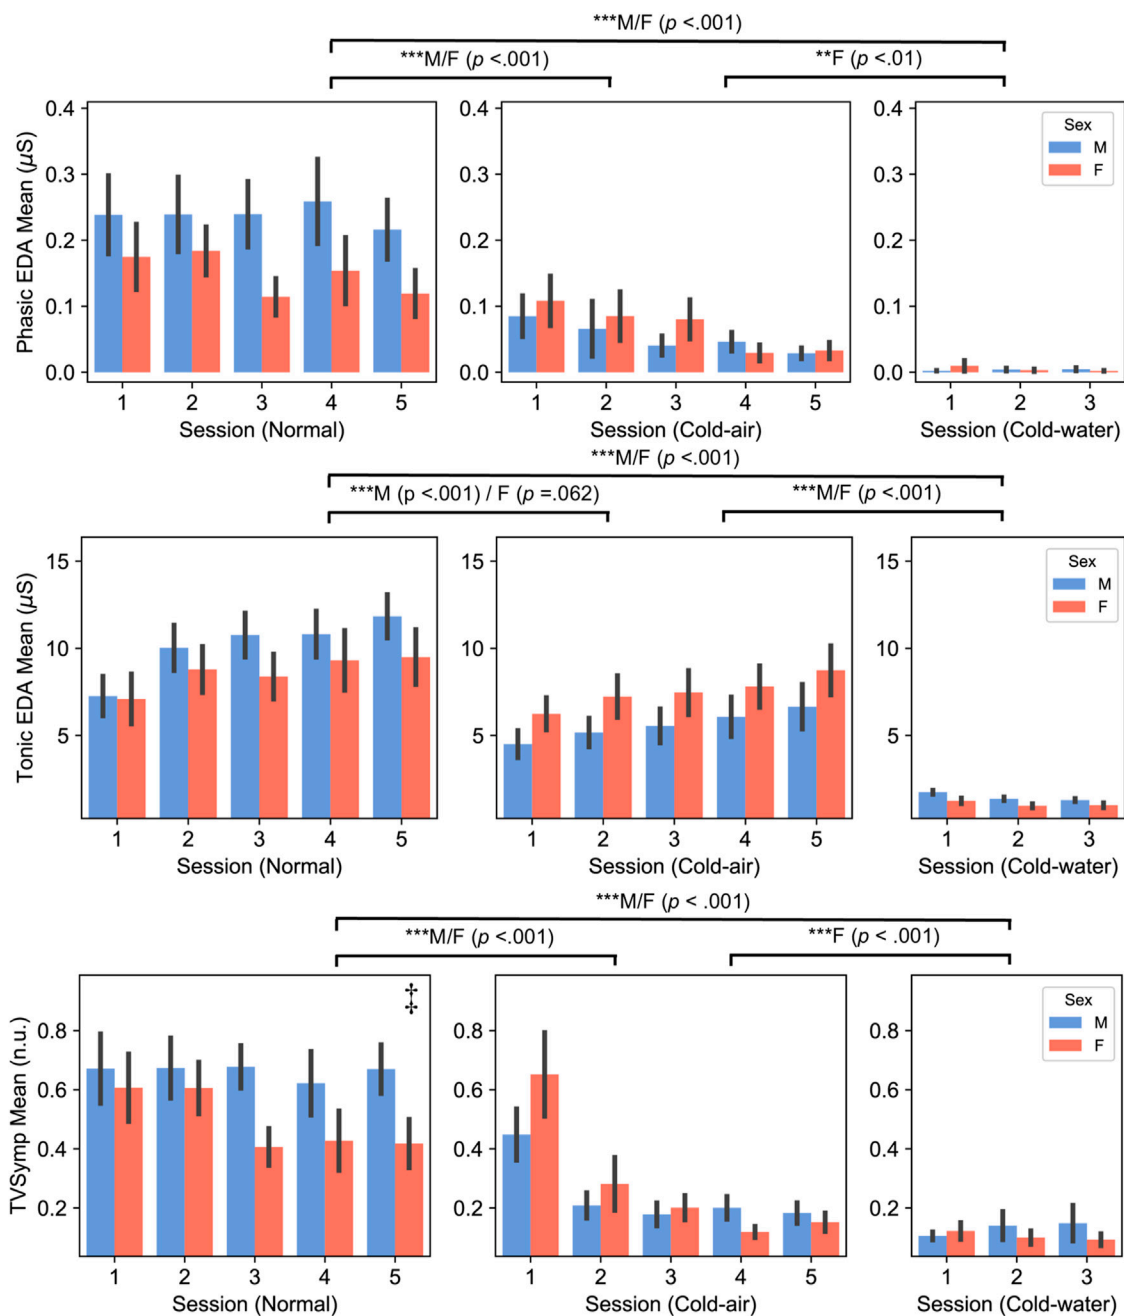 ***M/F (p <.001)
***M/F (p <.001) **F (p <.01)
Phasic EDA Mean (μS)
0.4 0.4 0.4
Sex
0.3 0.3 0.3
M
F
0.2 0.2 0.2
0.1 0.1 0.1
0.0 0.0 0.0
1 2 3 4 5 1 2 3 4 5 1 2 3
Session (Normal) Session (Cold-air) Session (Cold-water)
***M/F (p <.001)
***M (p <.001) / F (p =.062) ***M/F (p <.001)
Tonic EDA Mean (μS)
15 15 15
Sex
M
F
10 10 10
5 5 5
1 2 3 4 5 1 2 3 4 5 1 2 3
Session (Normal) Session (Cold-air) Session (Cold-water)
***M/F (p < .001)
***M/F (p <.001) ***F (p < .001)
TVSymp Mean (n.u.)
‡
Sex
0.8 0.8 0.8
M
F
0.6 0.6 0.6
0.4 0.4 0.4
0.2 0.2 0.2
1 2 3 4 5 1 2 3 4 5 1 2 3
Session (Normal) Session (Cold-air) Session (Cold-water)